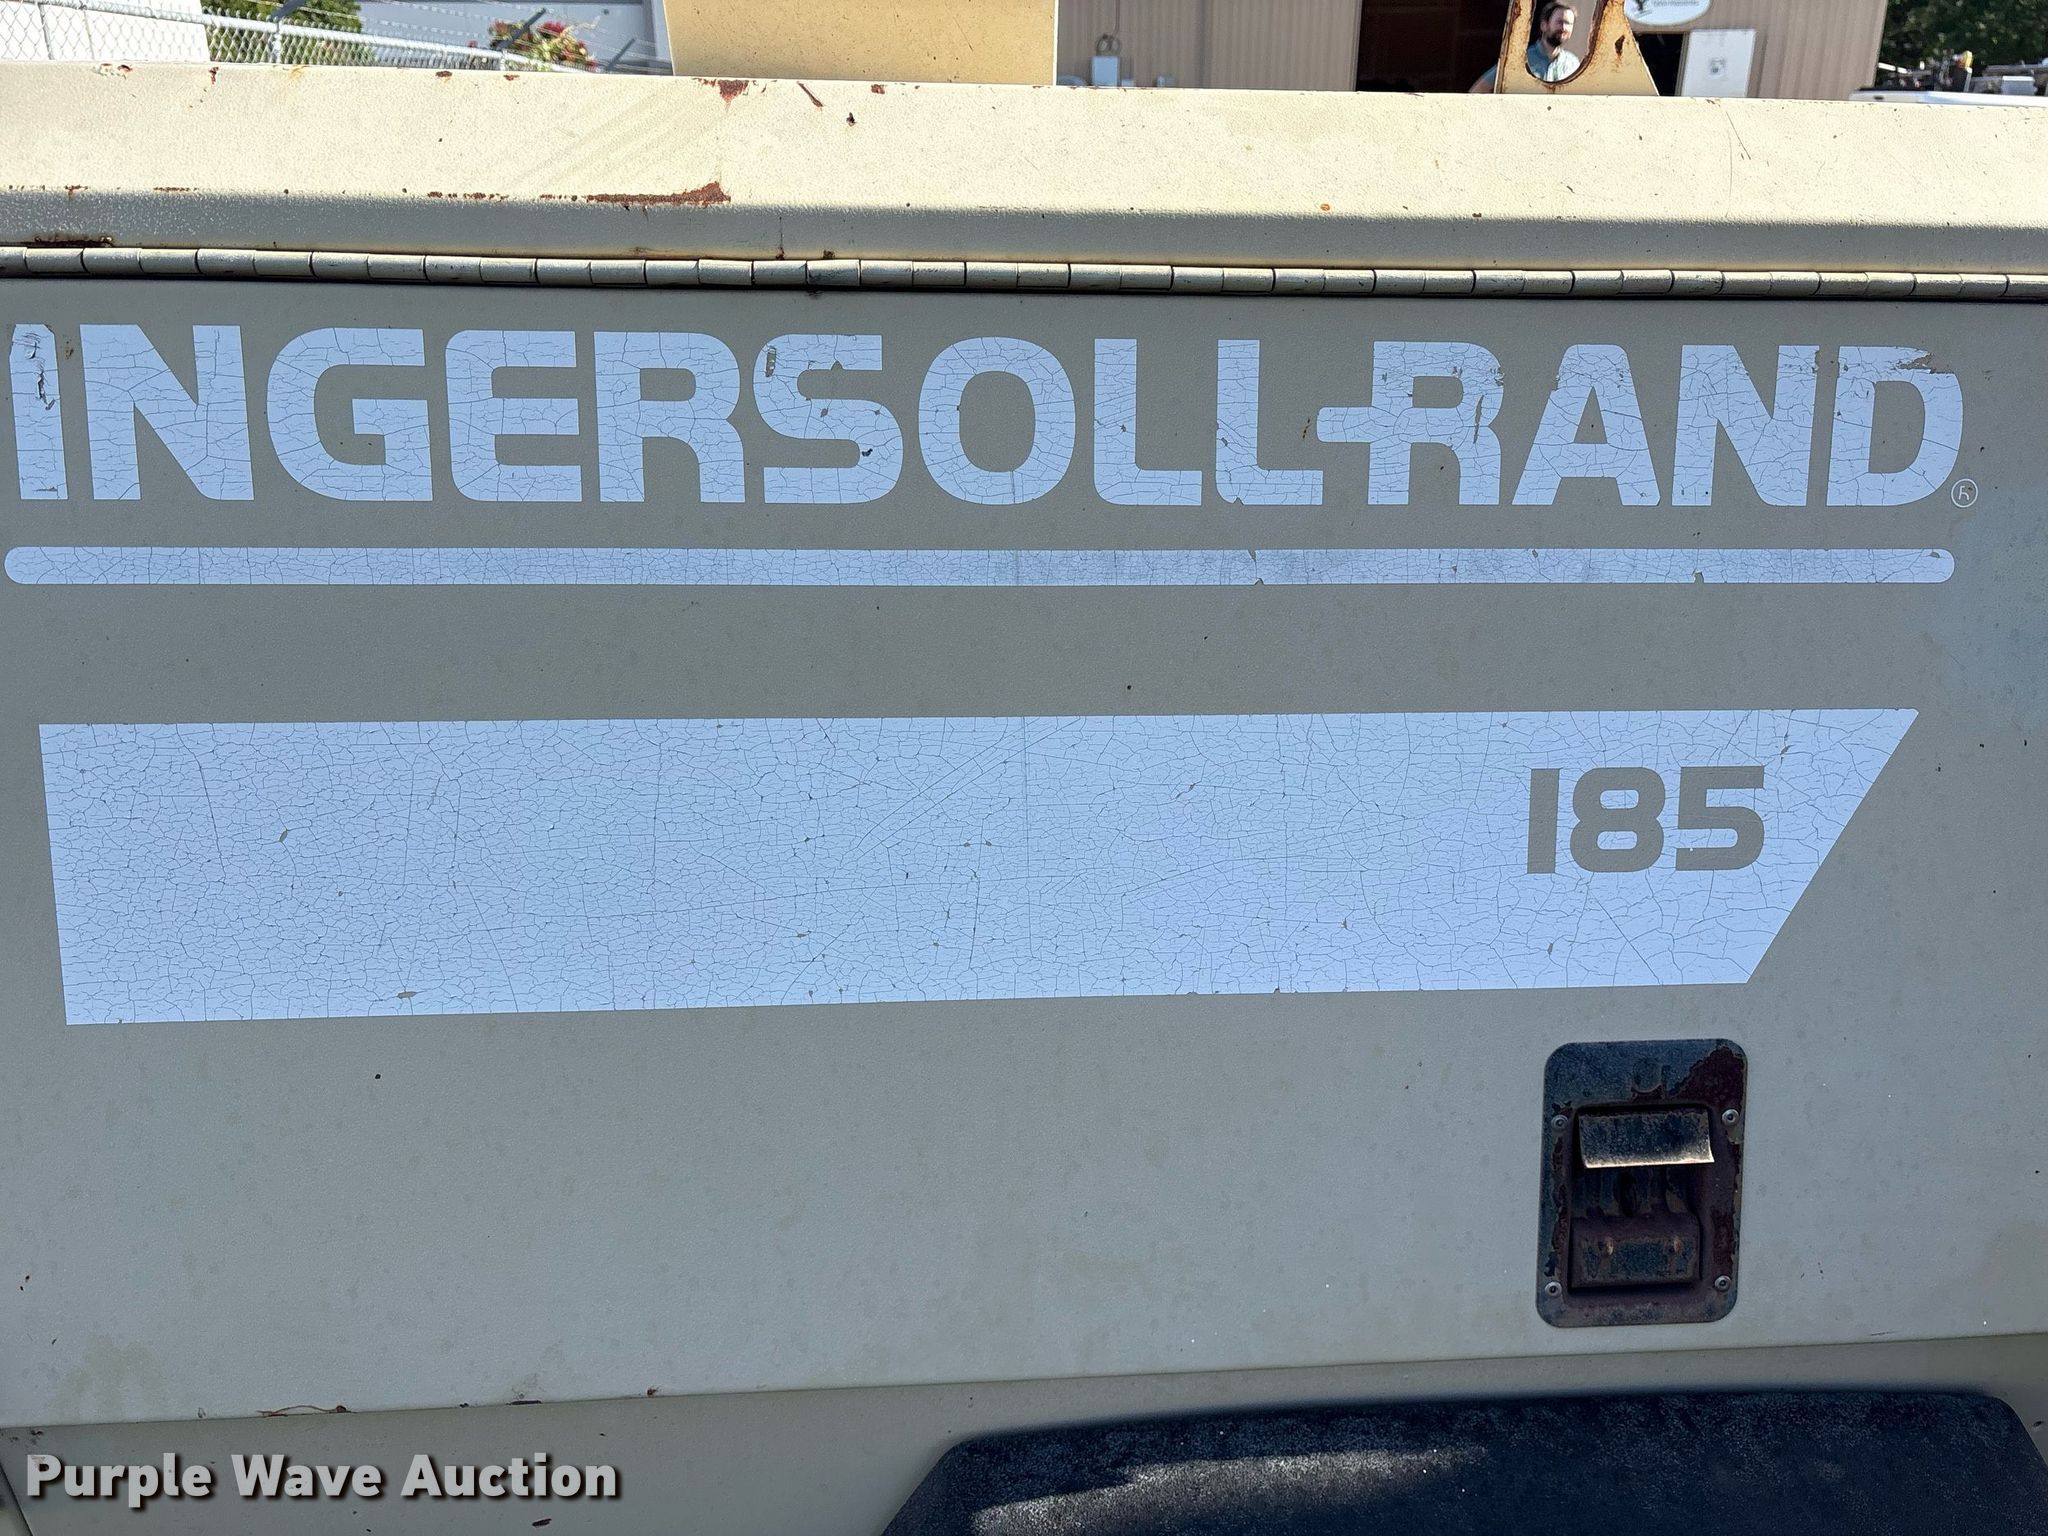 INGERSOLL-RAND®
185
Purple Wave Auction